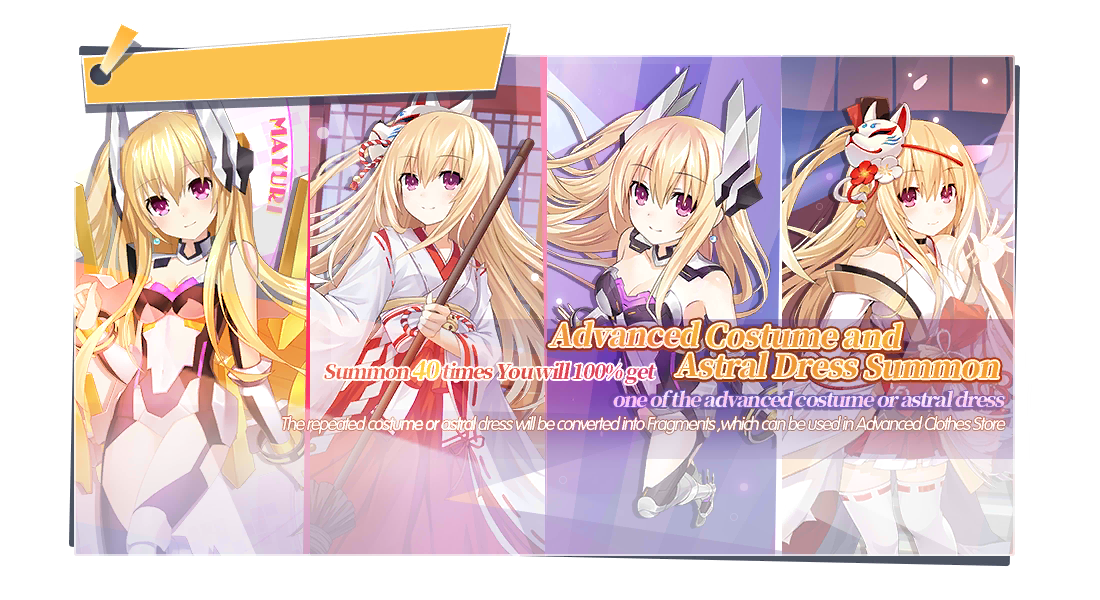 MAYURI
Advanced Costume and
Astral Dress Summon
Summon 40 times You will 100% get
one of the advanced costume or astral dress
The repeated costume or astral dress will be converted into Fragments ,which can be used in Advanced Clothes Store